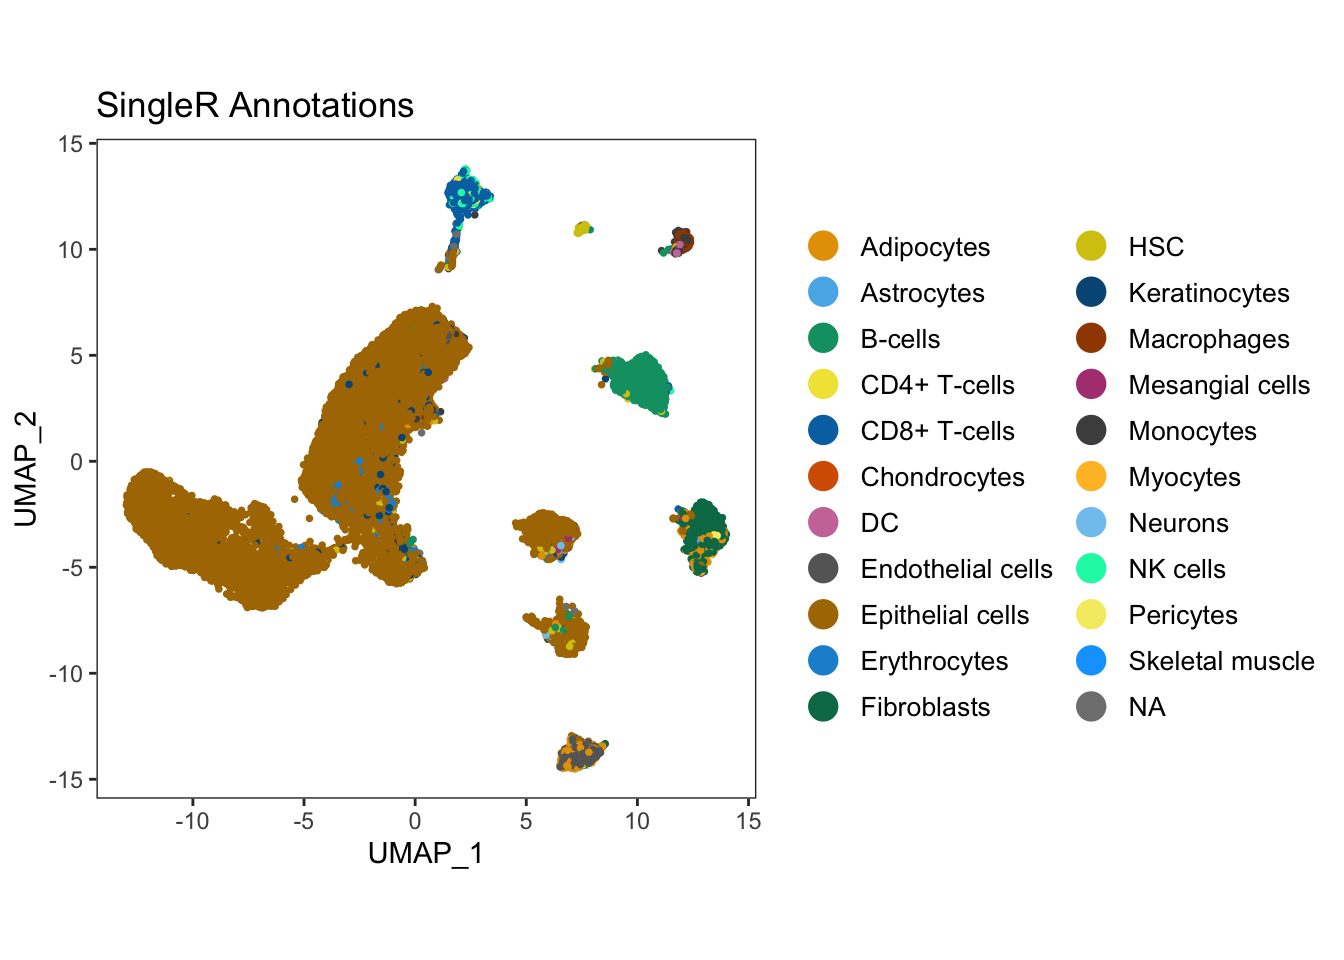 SingleR Annotations
15
10
5
0
-5
-10
-15
UMAP_2
-10 -5 0 5 10 15
UMAP_1
Adipocytes
Astrocytes
B-cells
CD4+ T-cells
CD8+ T-cells
Chondrocytes
DC
Endothelial cells
Epithelial cells
Erythrocytes
Fibroblasts
HSC
Keratinocytes
Macrophages
Mesangial cells
Monocytes
Myocytes
Neurons
NK cells
Pericytes
Skeletal muscle
NA